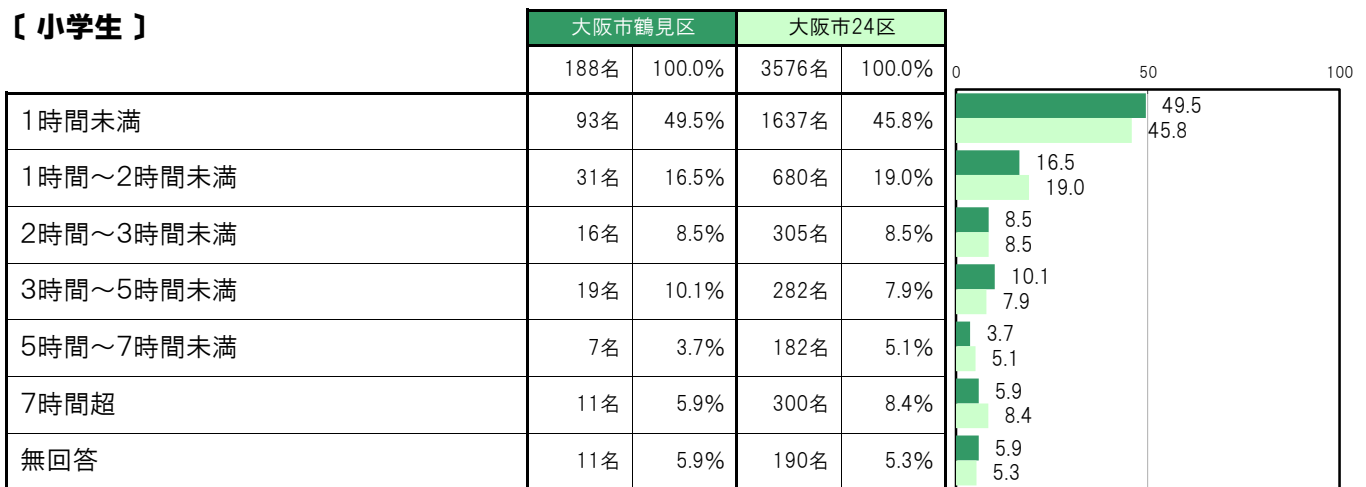 〔 小学生 〕
大阪市鶴見区 大阪市24区
188名 100.0% 3576名 100.0% 0 50 100
1時間未満 93名 49.5% 1637名 45.8% 49.5 45.8
1時間～2時間未満 31名 16.5% 680名 19.0% 16.5 19.0
2時間～3時間未満 16名 8.5% 305名 8.5% 8.5 8.5
3時間～5時間未満 19名 10.1% 282名 7.9% 10.1 7.9
5時間～7時間未満 7名 3.7% 182名 5.1% 3.7 5.1
7時間超 11名 5.9% 300名 8.4% 5.9 8.4
無回答 11名 5.9% 190名 5.3% 5.9 5.3